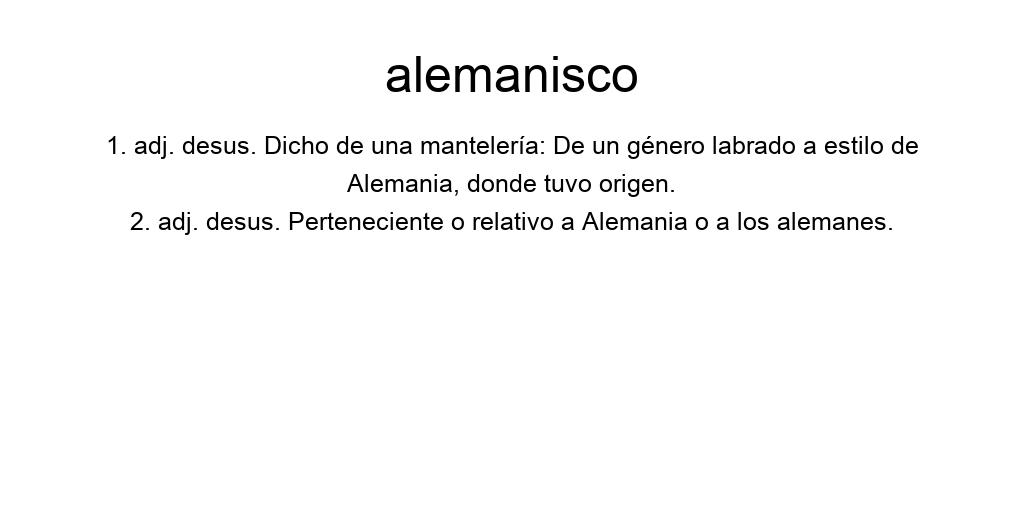 alemanisco
1. adj. desus. Dicho de una mantelería: De un género labrado a estilo de
Alemania, donde tuvo origen.
2. adj. desus. Perteneciente o relativo a Alemania o a los alemanes.